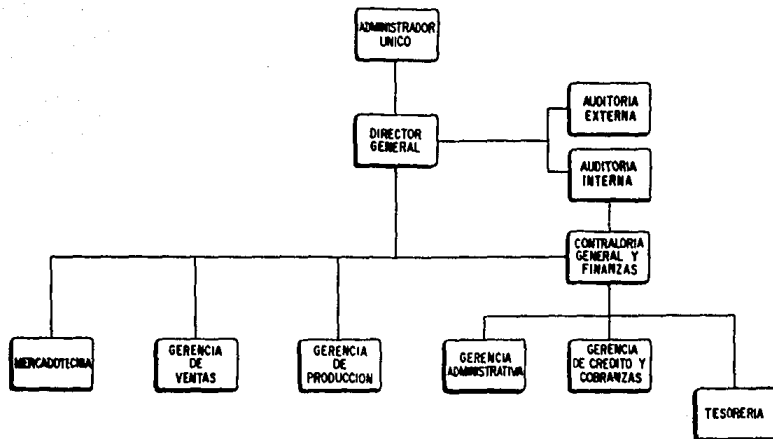 ADMINISTRADOR
UNICO
DIRECTOR
GENERAL
AUDITORIA
EXTERNA
AUDITORIA
INTERNA
CONTRALORIA
GENERAL Y
FINANZAS
MERCADOTECNIA
GERENCIA
DE
VENTAS
GERENCIA
DE
PRODUCCION
GERENCIA
ADMINISTRATIVA
GERENCIA
DE CREDITO Y
COBRANZAS
TESORERIA